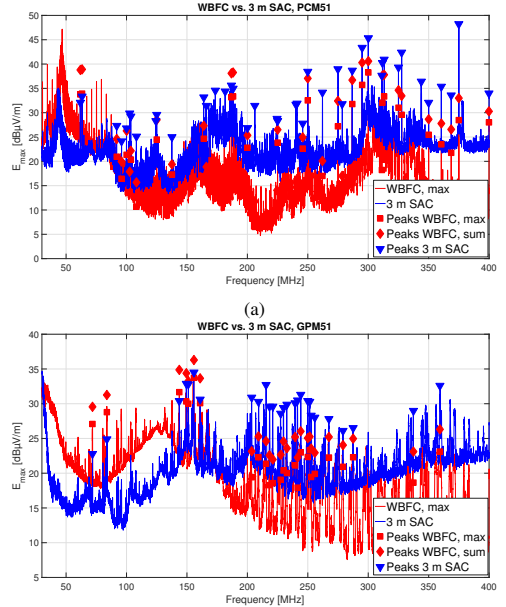 WBFC vs. 3 m SAC, PCM51
50
45
40
35
30
25
20
15
10
5
0
E_max [dBµV/m]
WBFC, max
3 m SAC
Peaks WBFC, max
Peaks WBFC, sum
Peaks 3 m SAC
50 100 150 200 250 300 350 400
Frequency [MHz]
(a)
WBFC vs. 3 m SAC, GPM51
40
35
30
25
20
15
10
5
E_max [dBµV/m]
WBFC, max
3 m SAC
Peaks WBFC, max
Peaks WBFC, sum
Peaks 3 m SAC
50 100 150 200 250 300 350 400
Frequency [MHz]